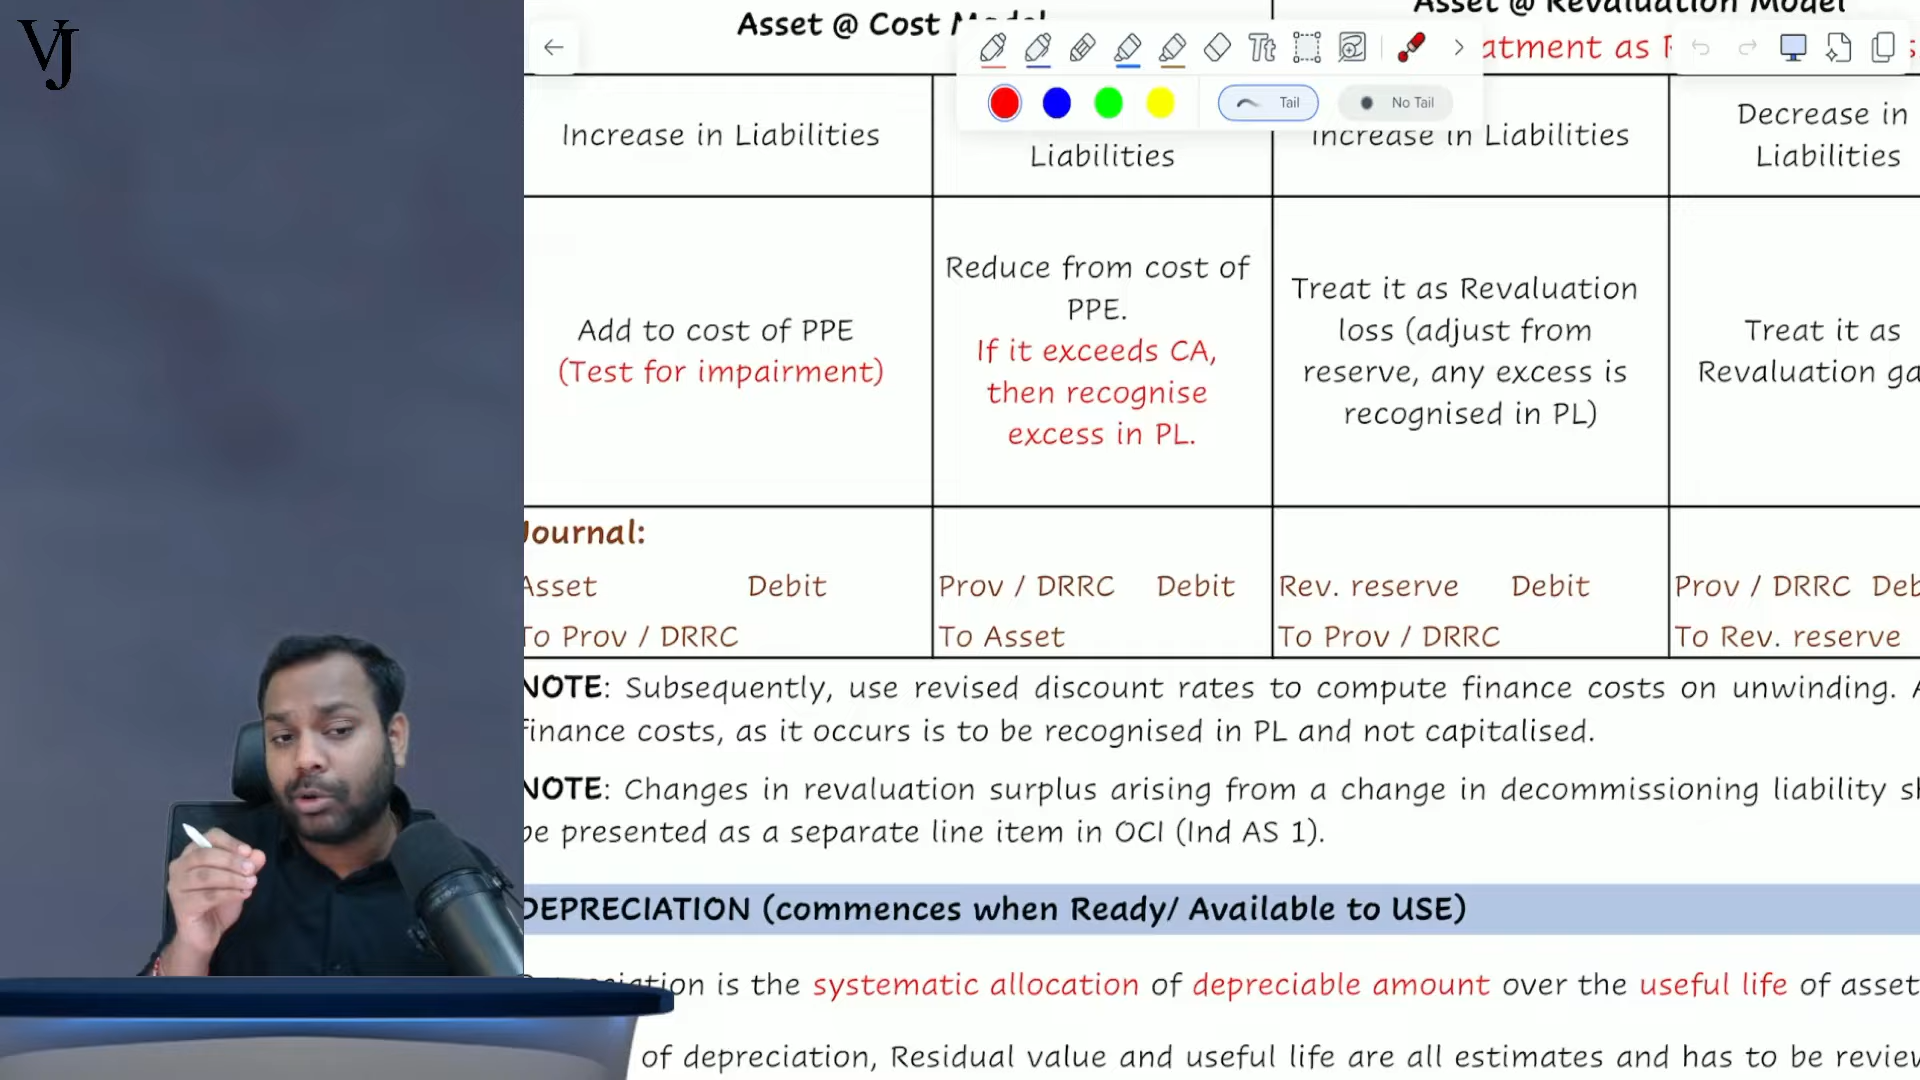 VJ
Asset @ Cost Model
Asset @ Revaluation Model
Tt
Tail
No Tail
Increase in Liabilities
Liabilities
Increase in Liabilities
Decrease in
Liabilities
Add to cost of PPE
(Test for impairment)
Reduce from cost of
PPE.
If it exceeds CA,
then recognise
excess in PL.
Treat it as Revaluation
loss (adjust from
reserve, any excess is
recognised in PL)
Treat it as
Revaluation
Journal:
Asset Debit
To Prov / DRRC
Prov / DRRC Debit
To Asset
Rev. reserve Debit
To Prov / DRRC
Prov / DRRC
To Rev. reserve
NOTE: Subsequently, use revised discount rates to compute finance costs on unwinding.
finance costs, as it occurs is to be recognised in PL and not capitalised.
NOTE: Changes in revaluation surplus arising from a change in decommissioning liability
be presented as a separate line item in OCI (Ind AS 1).
DEPRECIATION (commences when Ready/ Available to USE)
is the systematic allocation of depreciable amount over the useful life of asset
of depreciation, Residual value and useful life are all estimates and has to be